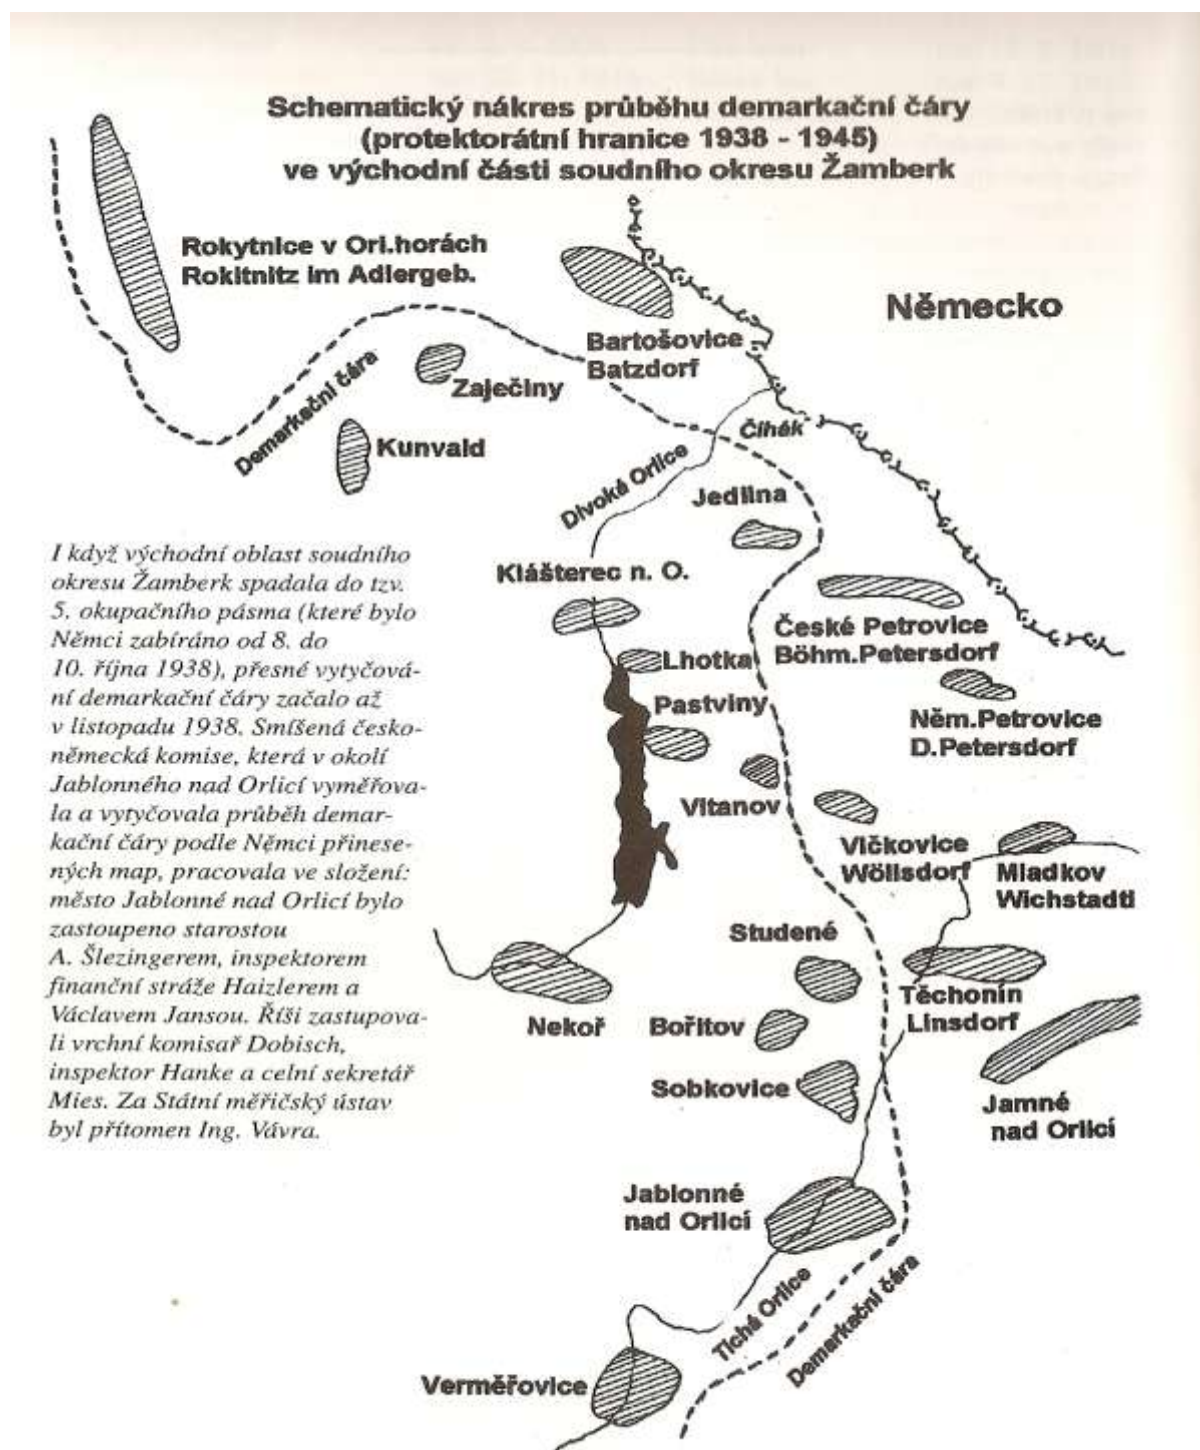 Schematický nákres průběhu demarkační čáry
(protektorátní hranice 1938 - 1945)
ve východní části soudního okresu Žamberk
Rokytnice v Orl.horách
Rokitnitz im Adlergeb.
Německo
Bartošovice
Batzdorf
Demarkační čára
Zaječiny
Kunvald
Čihák
Divoká Orlice
Jedlina
Klášterec n. O.
České Petrovice
Böhm.Petersdorf
Lhotka
Pastviny
Něm.Petrovice
D.Petersdorf
Vitanov
Vlčkovice
Wöllsdorf
Mladkov
Wichstadtl
Studené
Těchonín
Linsdorf
Nekoř
Bořitov
Sobkovice
Jamné
nad Orlicí
Jablonné
nad Orlicí
Tichá Orlice
Demarkační čára
Verměřovice
I když východní oblast soudního
okresu Žamberk spadala do tzv.
5. okupačního pásma (které bylo
Němci zabíráno od 8. do
10. října 1938), přesné vytyčová-
ní demarkační čáry začalo až
v listopadu 1938. Smíšená česko-
německá komise, která v okolí
Jablonného nad Orlicí vyměřova-
la a vytyčovala průběh demar-
kační čáry podle Němci přinese-
ných map, pracovala ve složení:
město Jablonné nad Orlicí bylo
zastoupeno starostou
A. Šlezingerem, inspektorem
finanční stráže Haizlerem a
Václavem Jansou. Říši zastupova-
li vrchní komisař Dobisch,
inspektor Hanke a celní sekretář
Mies. Za Státní měřičský ústav
byl přítomen Ing. Vávra.